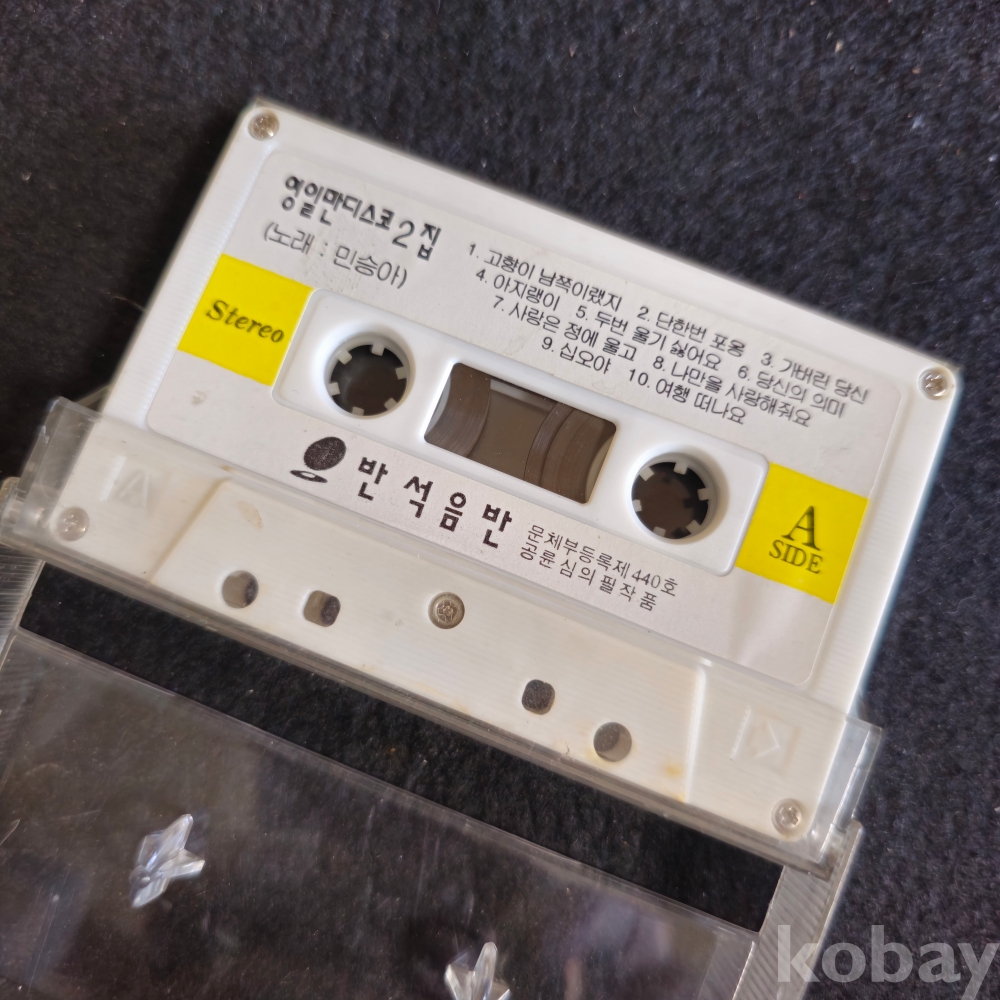 영일만디스코 2집
(노래 : 민승아)
1. 고향이 남쪽이랬지 2. 단한번 포옹 3. 가버린 당신
4. 아지랭이 5. 두번 울기 싫어요 6. 당신의 의미
7. 사랑은 정에 울고 8. 나만을 사랑해줘요
9. 십오야 10. 여행 떠나요
Stereo
A
SIDE
반석음반
문체부등록제440호
공륜심의필작품
A
kobay